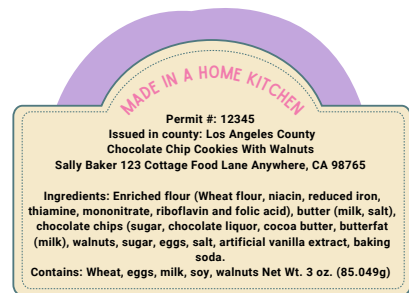 MADE IN A HOME KITCHEN
Permit #: 12345
Issued in county: Los Angeles County
Chocolate Chip Cookies With Walnuts
Sally Baker 123 Cottage Food Lane Anywhere, CA 98765
Ingredients: Enriched flour (Wheat flour, niacin, reduced iron,
thiamine, mononitrate, riboflavin and folic acid), butter (milk, salt),
chocolate chips (sugar, chocolate liquor, cocoa butter, butterfat
(milk), walnuts, sugar, eggs, salt, artificial vanilla extract, baking
soda.
Contains: Wheat, eggs, milk, soy, walnuts Net Wt. 3 oz. (85.049g)